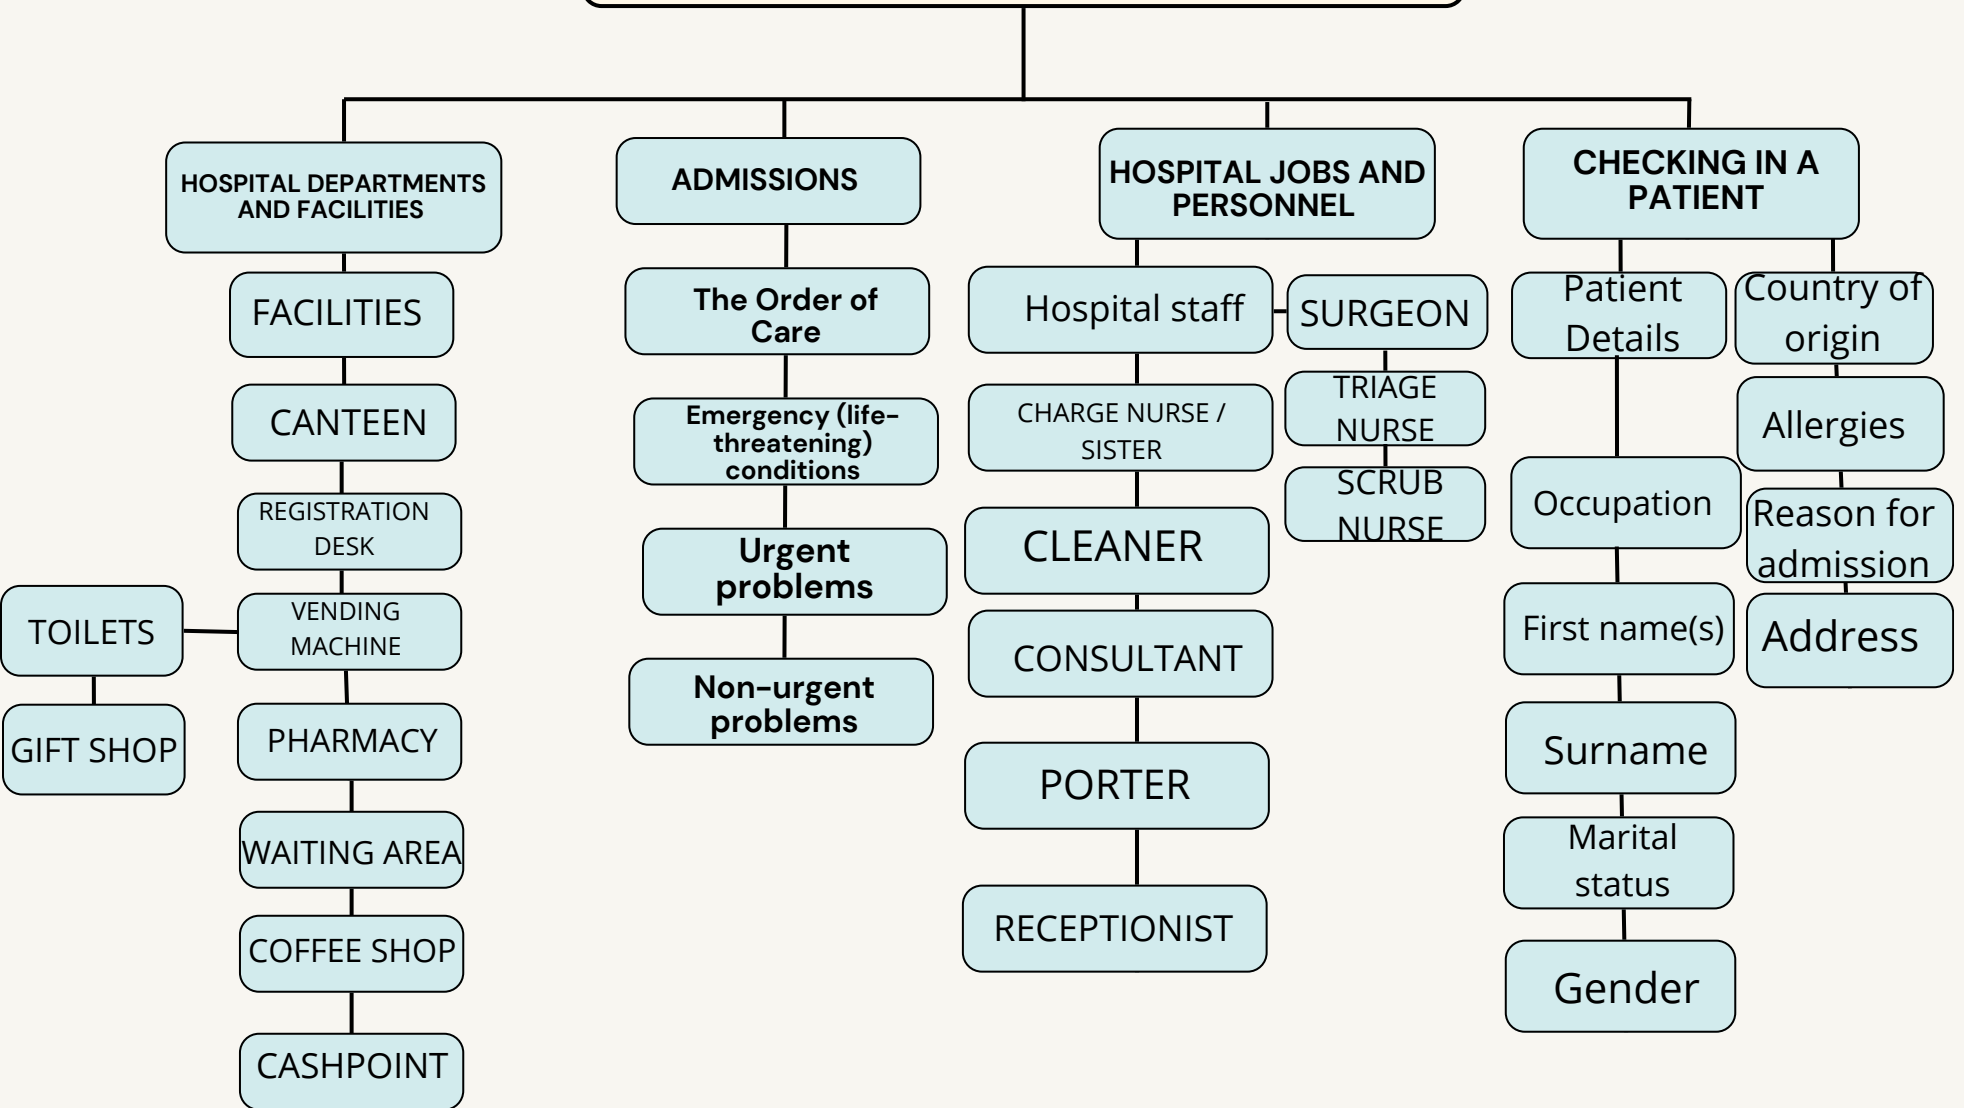 HOSPITAL DEPARTMENTS
AND FACILITIES
FACILITIES
CANTEEN
REGISTRATION
DESK
VENDING
MACHINE
TOILETS
GIFT SHOP
PHARMACY
WAITING AREA
COFFEE SHOP
CASHPOINT
ADMISSIONS
The Order of
Care
Emergency (life-
threatening)
conditions
Urgent
problems
Non-urgent
problems
HOSPITAL JOBS AND
PERSONNEL
Hospital staff
CHARGE NURSE /
SISTER
CLEANER
CONSULTANT
PORTER
RECEPTIONIST
SURGEON
TRIAGE
NURSE
SCRUB
NURSE
CHECKING IN A
PATIENT
Patient
Details
Occupation
First name(s)
Surname
Marital
status
Gender
Country of
origin
Allergies
Reason for
admission
Address